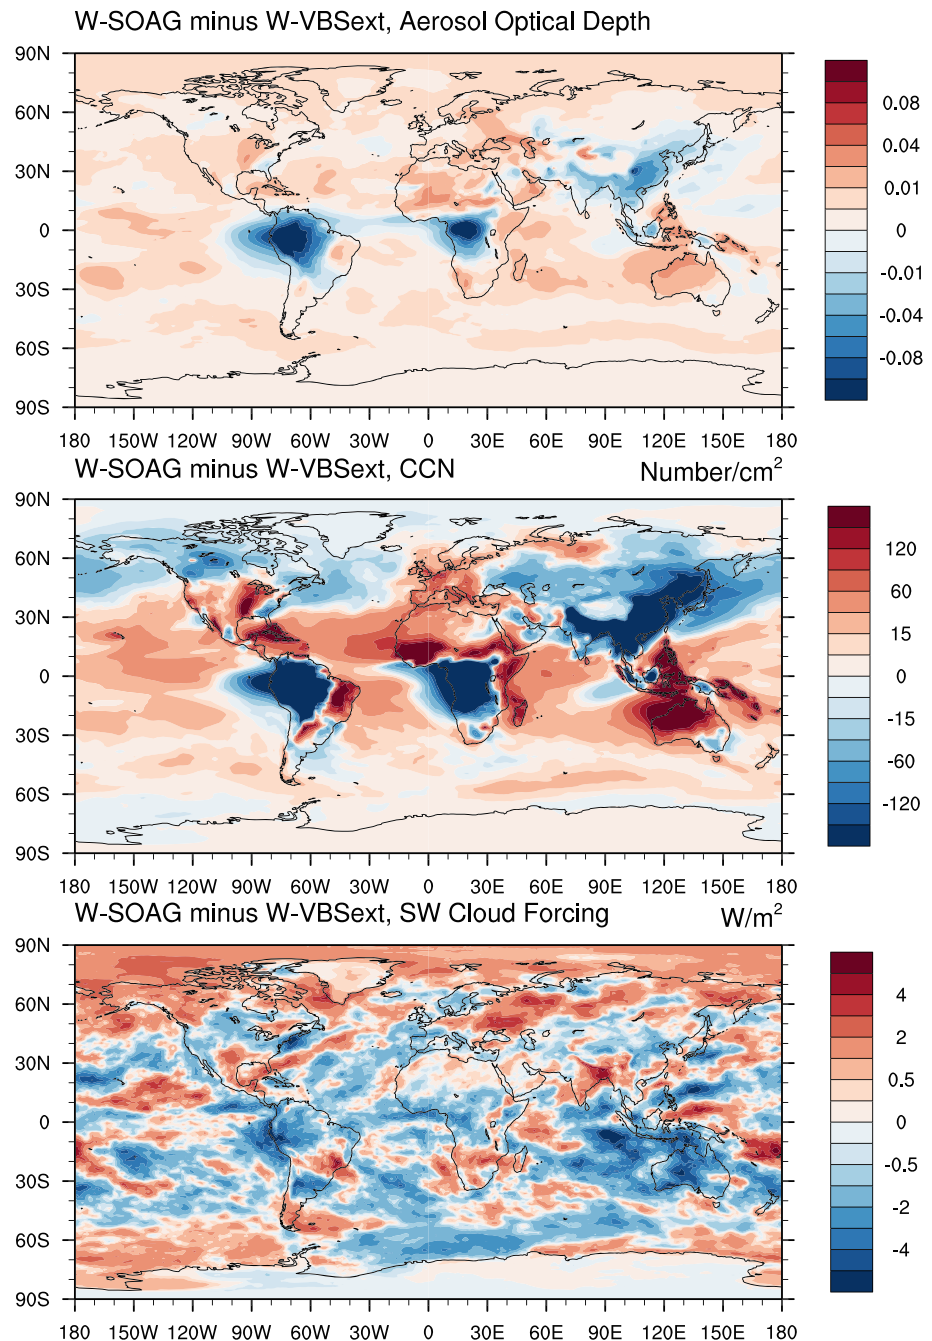 W-SOAG minus W-VBSext, Aerosol Optical Depth
90N
60N
30N
0
30S
60S
90S
180 150W 120W 90W 60W 30W 0 30E 60E 90E 120E 150E 180
0.08
0.04
0.01
0
-0.01
-0.04
-0.08
W-SOAG minus W-VBSext, CCN Number/cm²
90N
60N
30N
0
30S
60S
90S
180 150W 120W 90W 60W 30W 0 30E 60E 90E 120E 150E 180
120
60
15
0
-15
-60
-120
W-SOAG minus W-VBSext, SW Cloud Forcing W/m²
90N
60N
30N
0
30S
60S
90S
180 150W 120W 90W 60W 30W 0 30E 60E 90E 120E 150E 180
4
2
0.5
0
-0.5
-2
-4